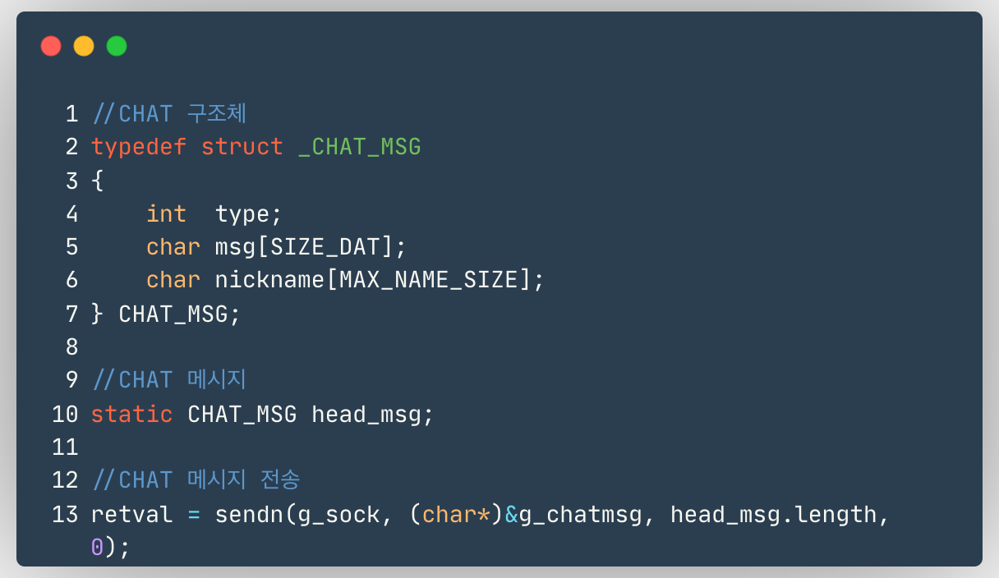 1 //CHAT 구조체
2 typedef struct _CHAT_MSG
3 {
4     int  type;
5     char msg[SIZE_DAT];
6     char nickname[MAX_NAME_SIZE];
7 } CHAT_MSG;
8
9 //CHAT 메시지
10 static CHAT_MSG head_msg;
11
12 //CHAT 메시지 전송
13 retval = sendn(g_sock, (char*)&g_chatmsg, head_msg.length,
0);